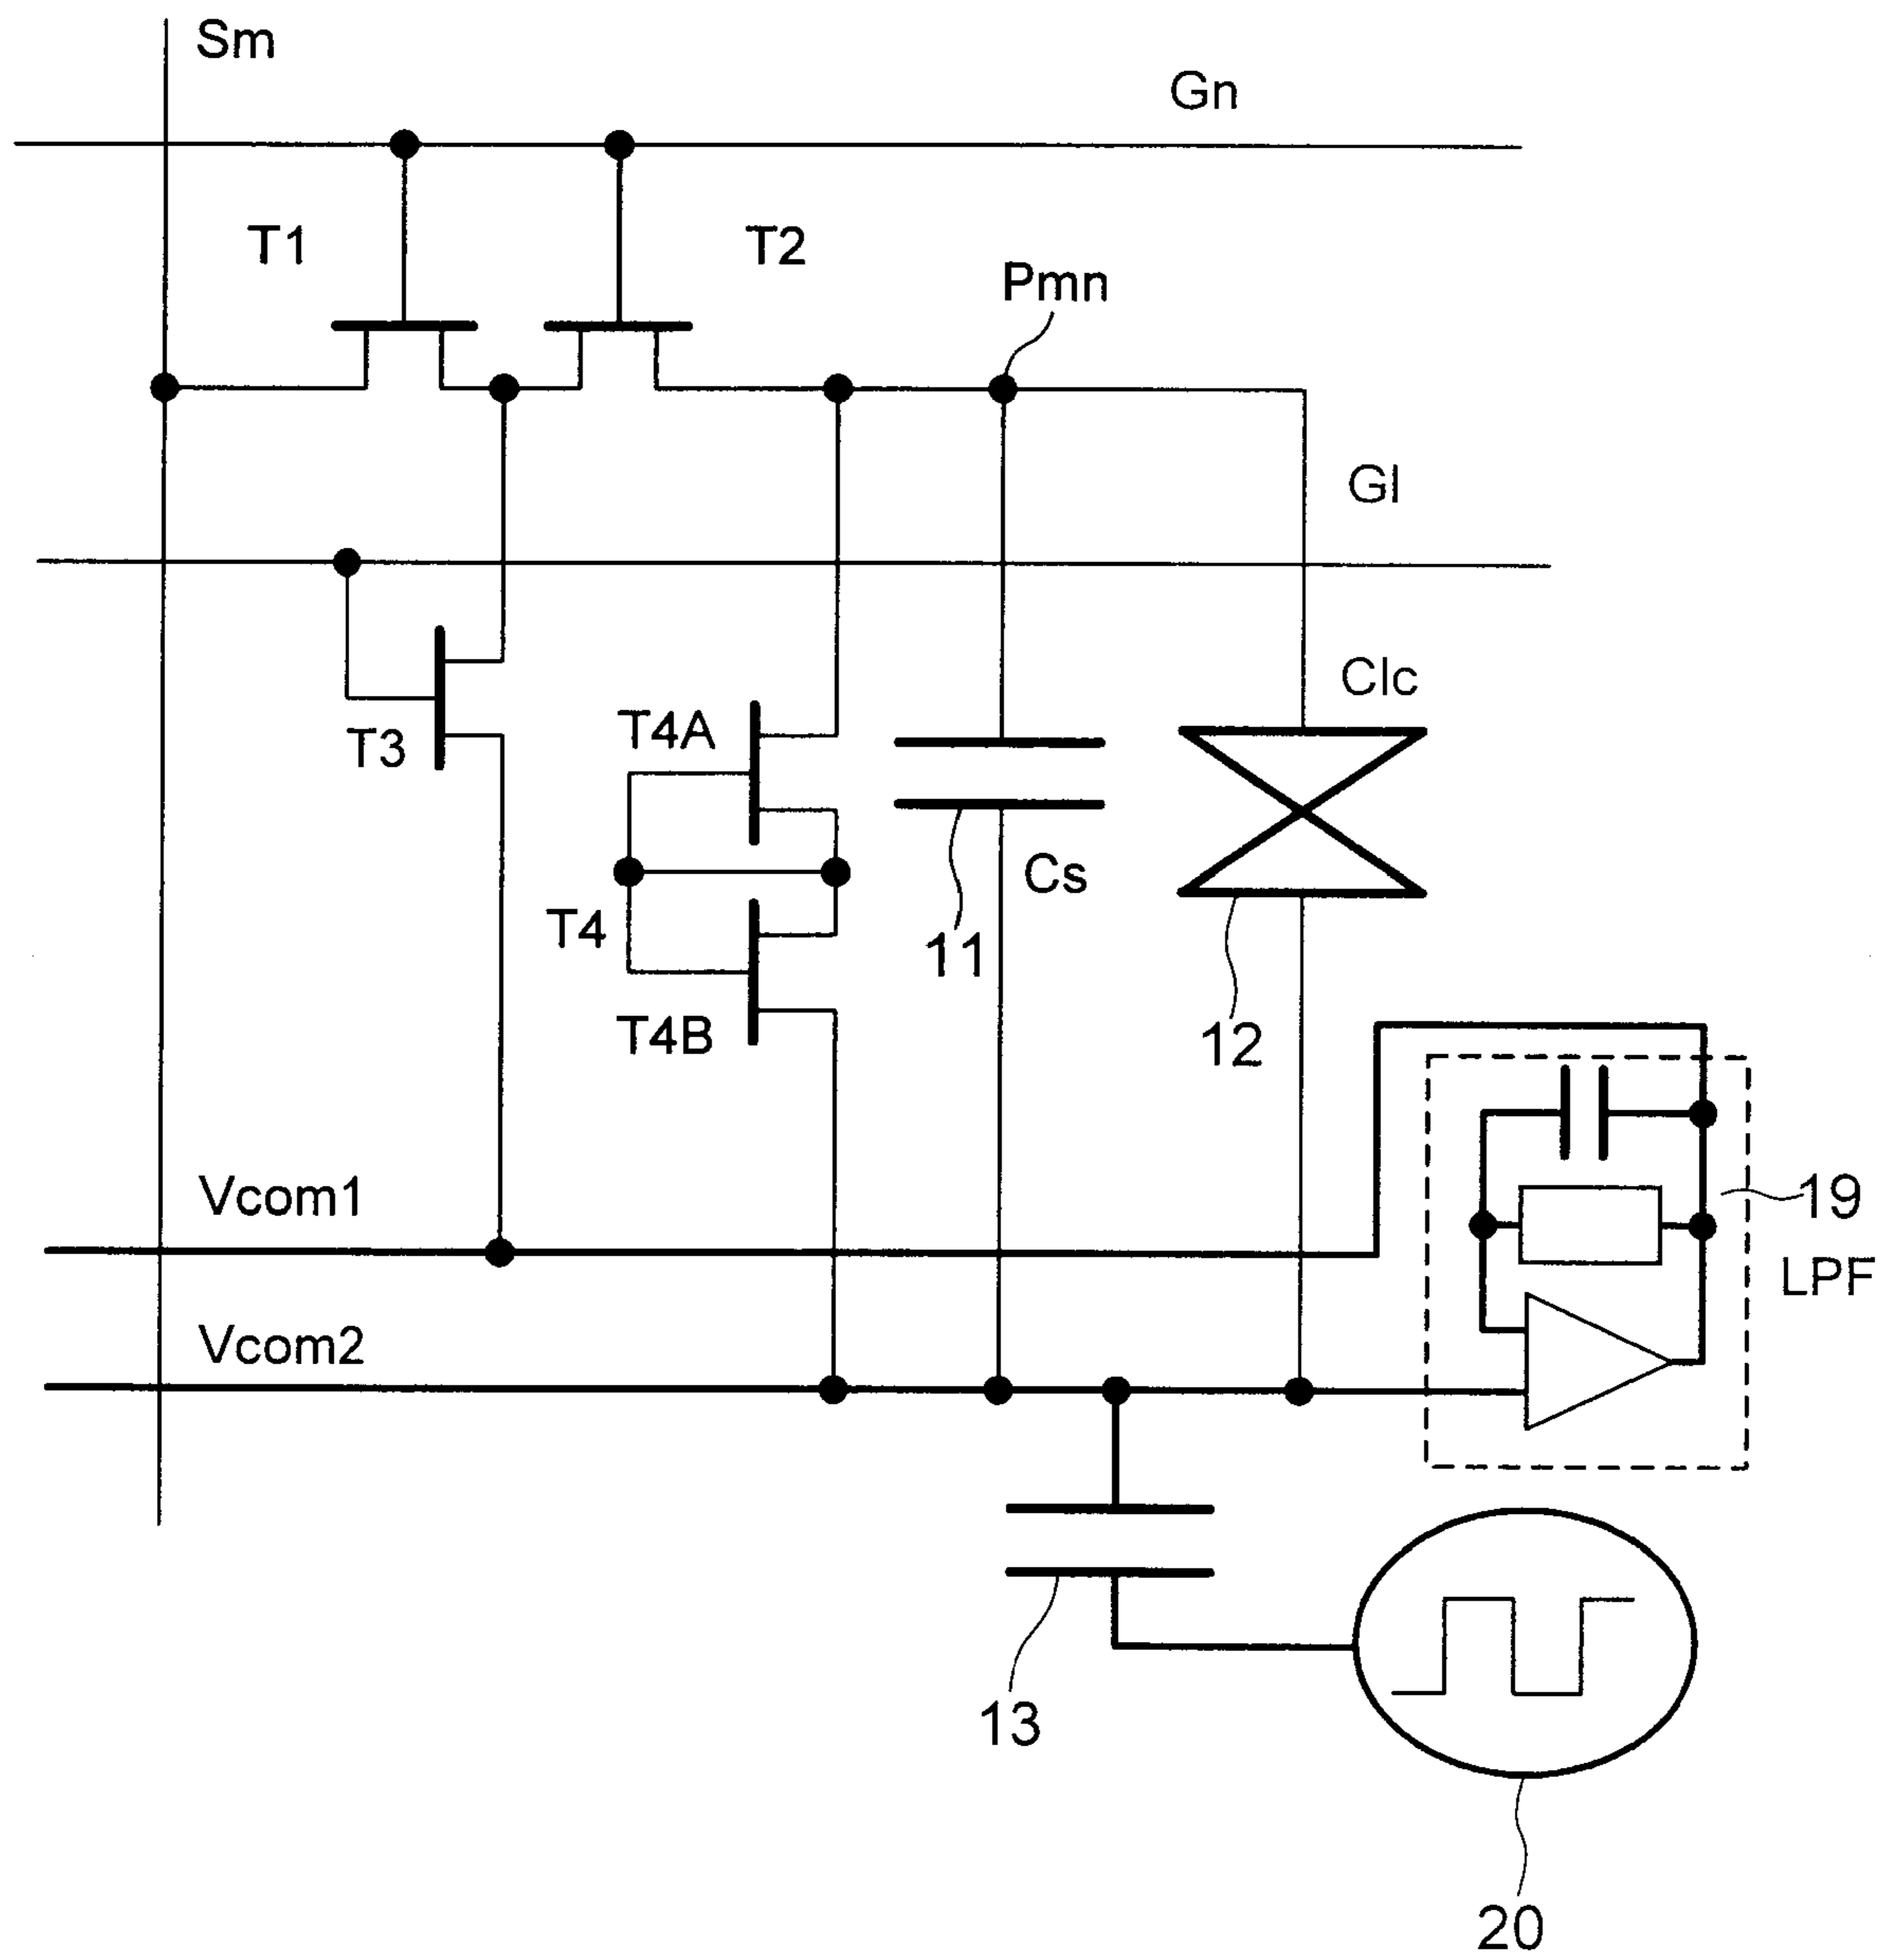 Sm
Gn
T1
T2
Pmn
Gl
Clc
T3
T4A
Cs
T4
11
T4B
12
Vcom1
19
LPF
Vcom2
13
20